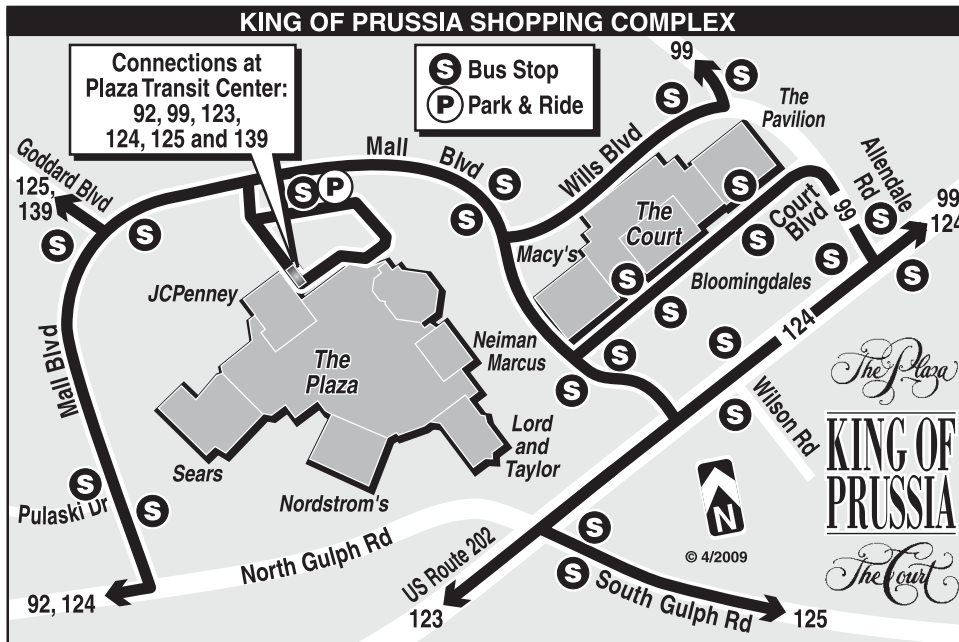 KING OF PRUSSIA SHOPPING COMPLEX
Connections at
Plaza Transit Center:
92, 99, 123,
124, 125 and 139
S Bus Stop
P Park & Ride
99
S
S
The
Pavilion
Goddard Blvd
125,
139
S
S
S
P
Mall Blvd
S
S
Wills Blvd
S
The
Court
Macy's
S
Court
Blvd
S
99
Allendale
Rd
S
99
124
S
S
Bloomingdales
S
JCPenney
124
S
Mall Blvd
The
Plaza
Neiman
Marcus
S
S
The Plaza
S
Wilson Rd
Sears
Nordstrom's
Lord
and
Taylor
KING OF
PRUSSIA
S
Pulaski Dr
S
N
© 4/2009
North Gulph Rd
US Route 202
S
S
South Gulph Rd
The Court
92, 124
123
125